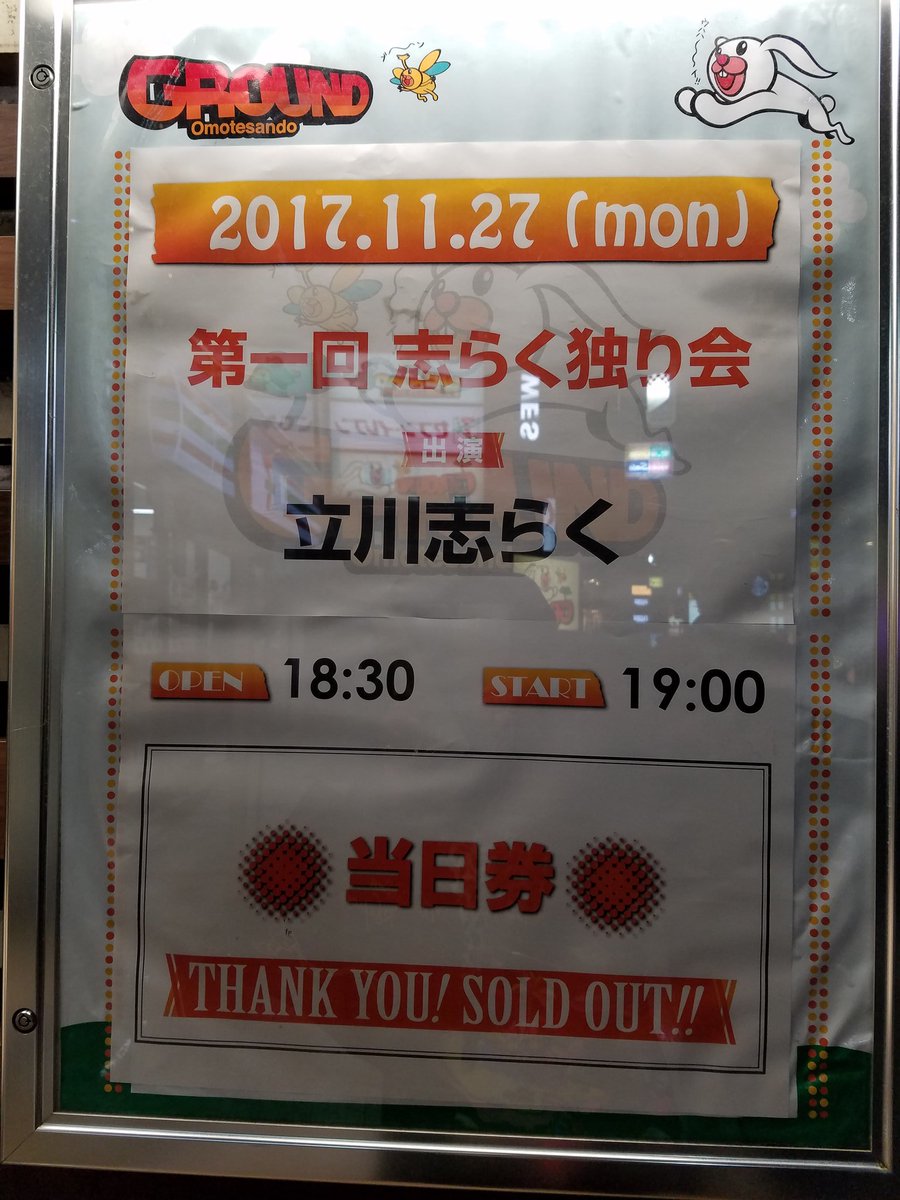 GROUND
Omotesando
2017.11.27 (mon)
第一回 志らく独り会
出演
立川志らく
OPEN 18:30 START 19:00
当日券
THANK YOU! SOLD OUT!!